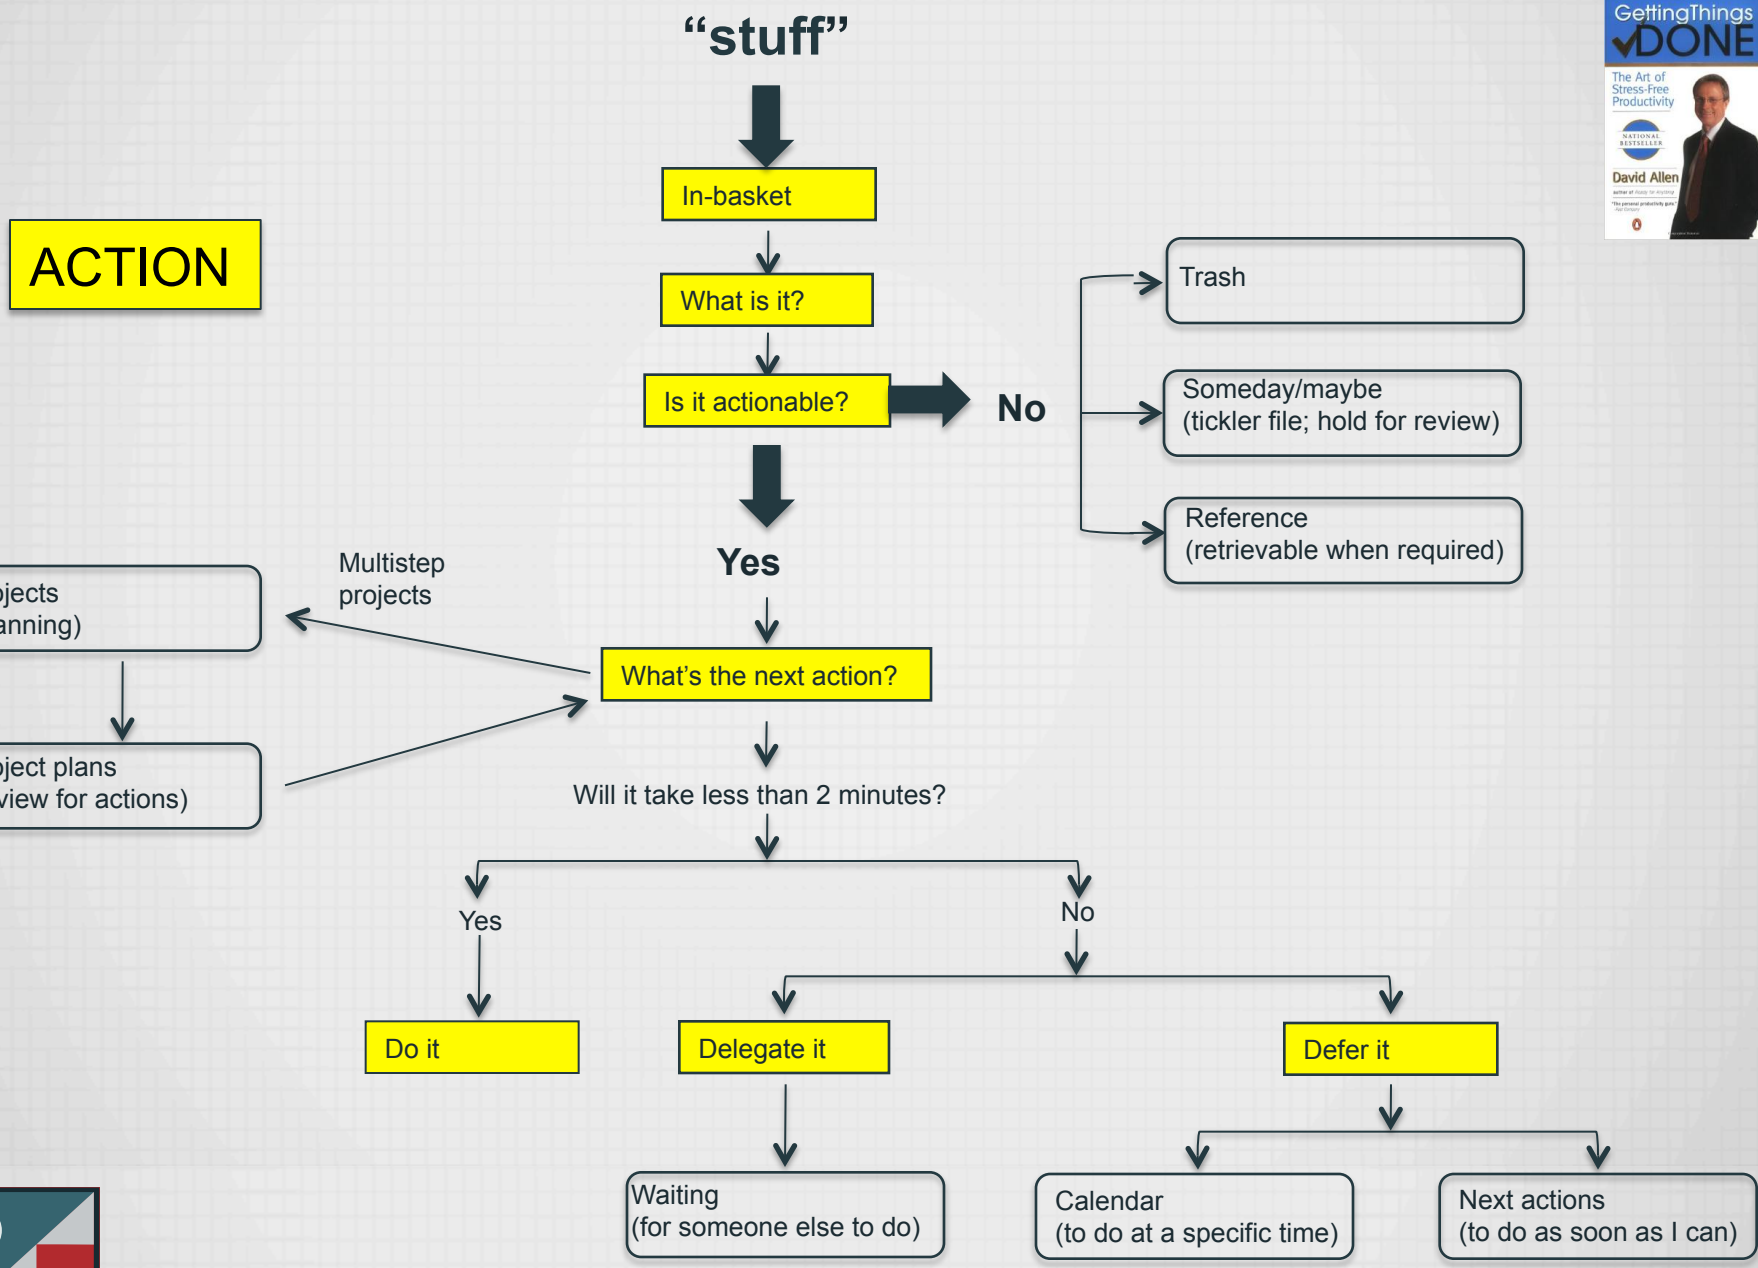 “stuff”
GettingThings
DONE
The Art of
Stress-Free
Productivity
NATIONAL
BESTSELLER
David Allen
In-basket
ACTION
What is it?
Trash
Is it actionable?
No
Someday/maybe
(tickler file; hold for review)
Reference
(retrievable when required)
Yes
Multistep
projects
ojects
anning)
What’s the next action?
oject plans
view for actions)
Will it take less than 2 minutes?
Yes
No
Do it
Delegate it
Defer it
Waiting
(for someone else to do)
Calendar
(to do at a specific time)
Next actions
(to do as soon as I can)